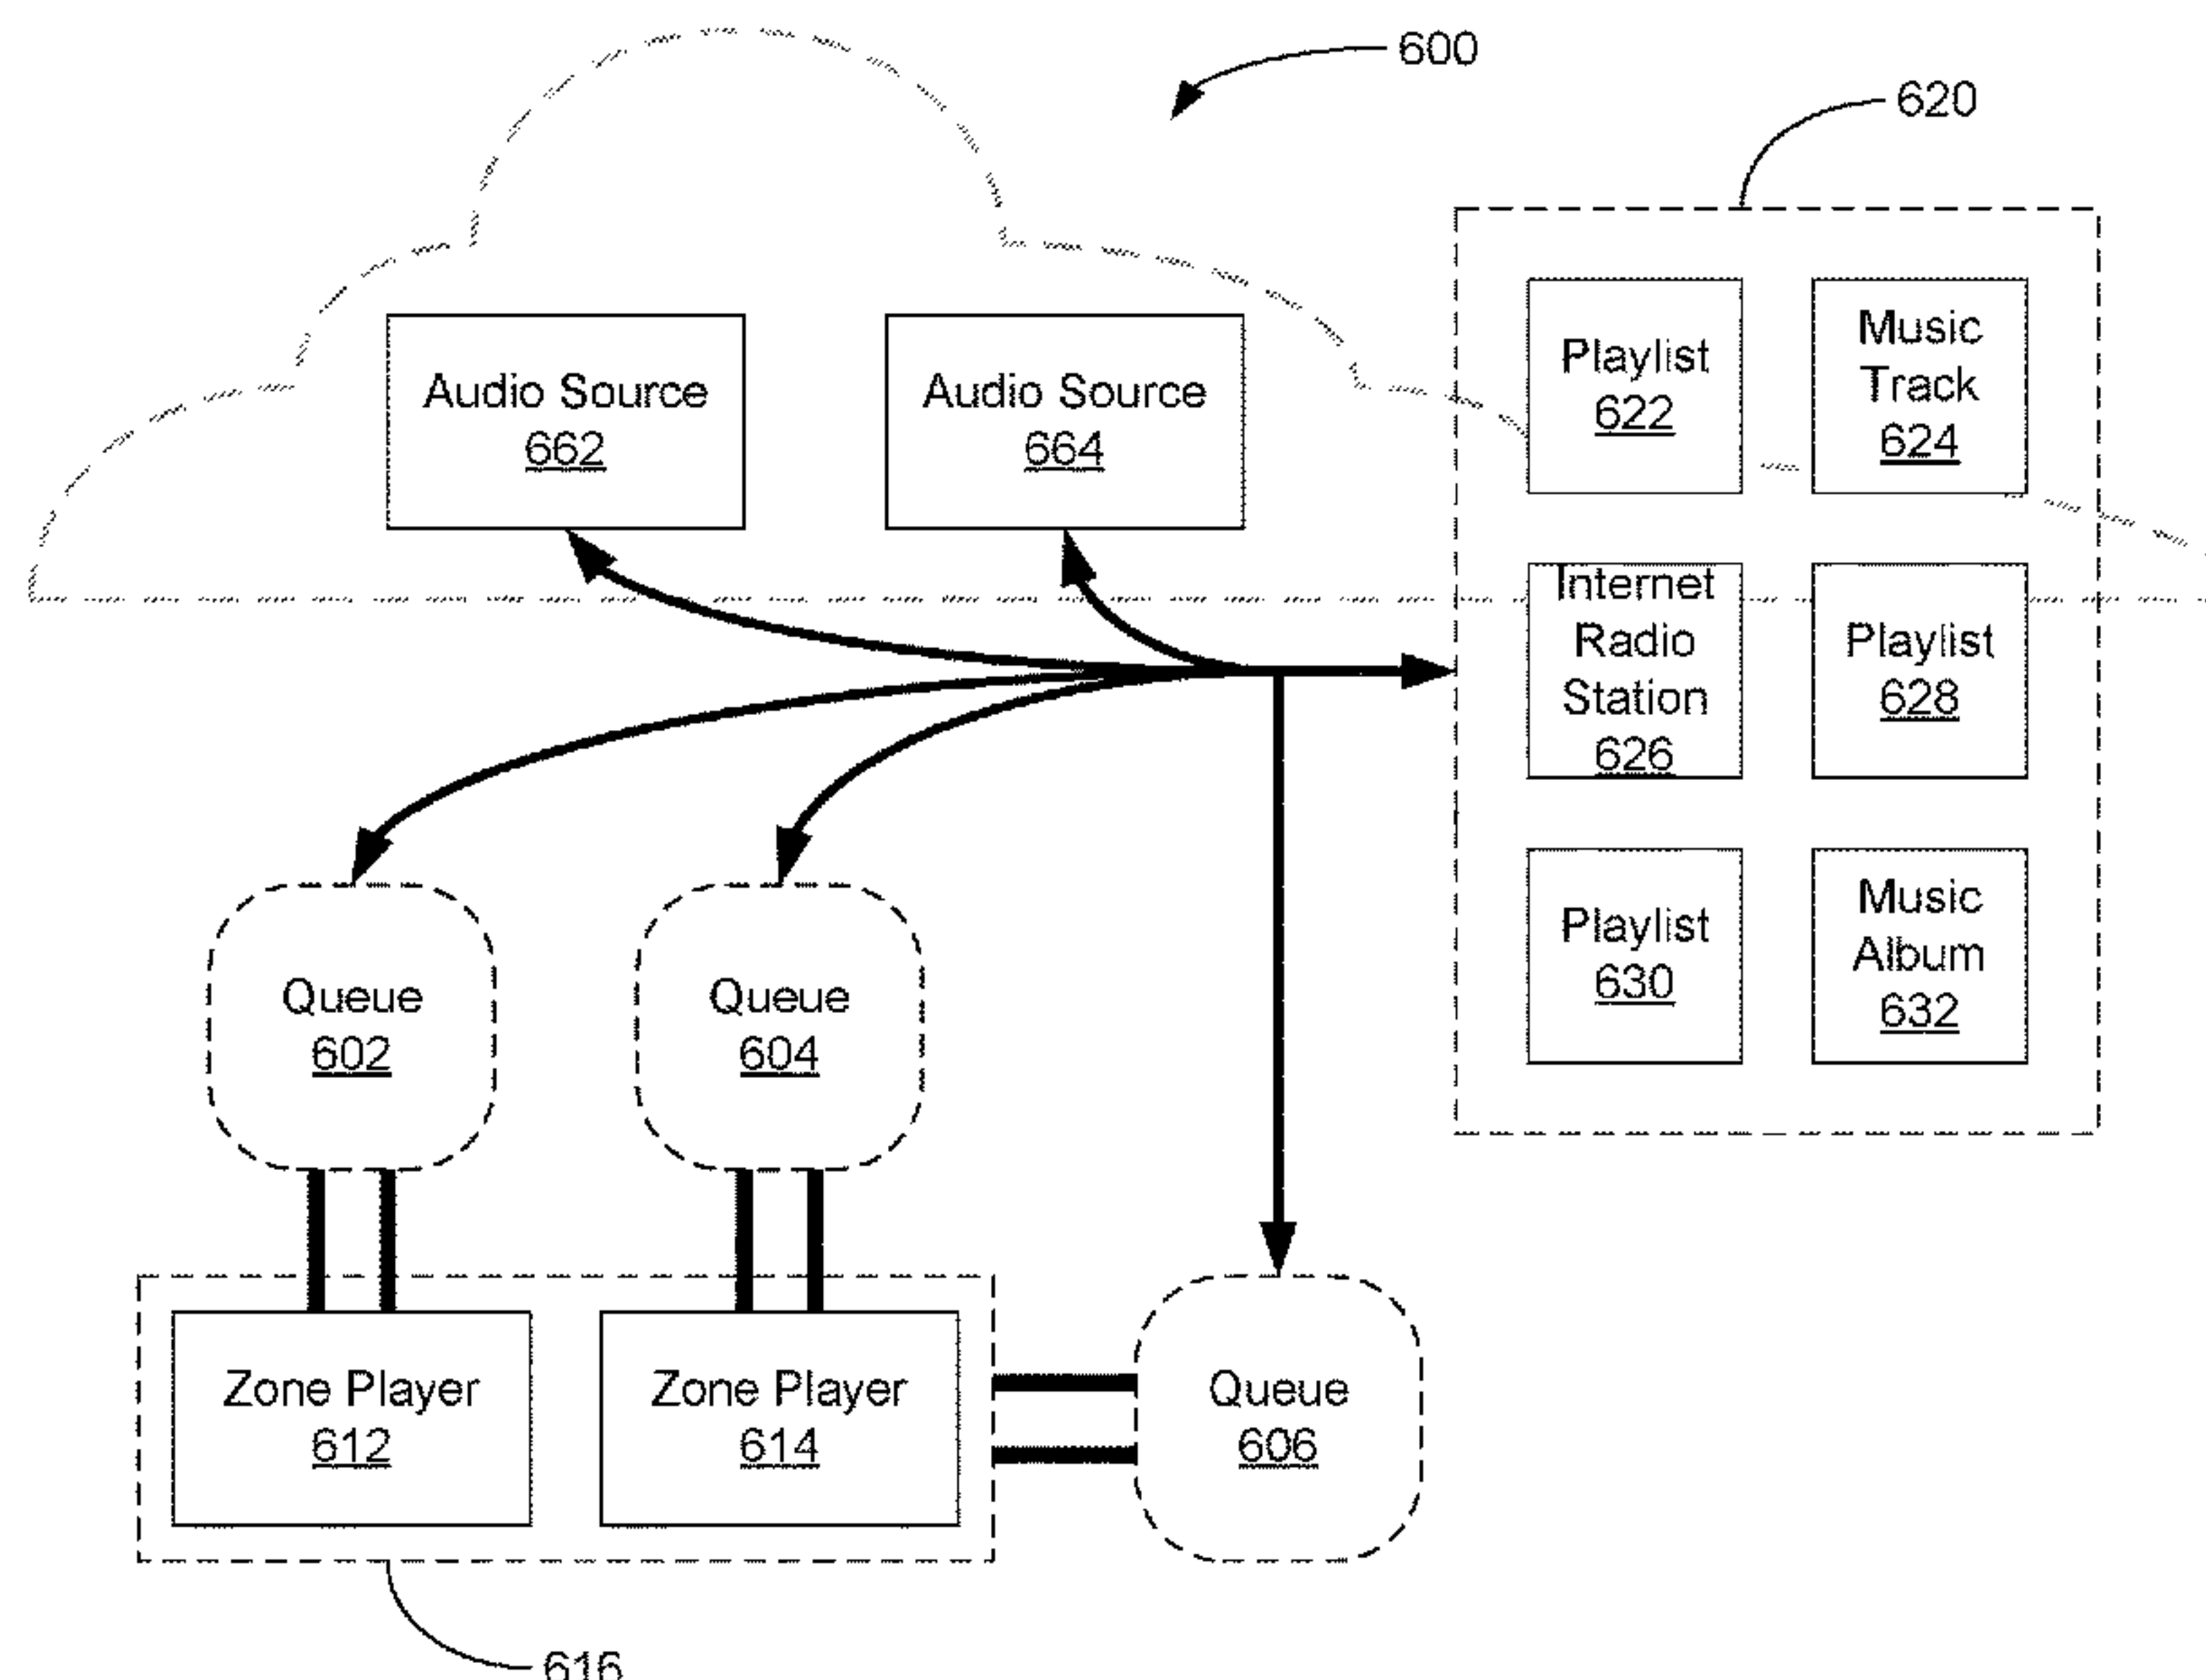 600
620
Audio Source
662
Audio Source
664
Playlist
622
Music
Track
624
Internet
Radio
Station
626
Playlist
628
Playlist
630
Music
Album
632
Queue
602
Queue
604
Zone Player
612
Zone Player
614
Queue
606
616